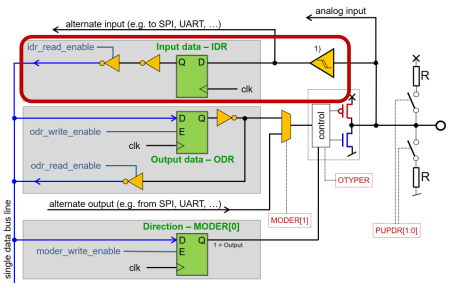 alternate input (e.g. to SPI, UART, …)
analog input
idr_read_enable
Input data – IDR
1)
Q D
clk
R
D Q
odr_write_enable
E
clk
Output data – ODR
control
odr_read_enable
OTYPER
alternate output (e.g. from SPI, UART, …)
MODER[1]
R
Direction – MODER[0]
PUPDR[1:0]
D Q
1 = Output
moder_write_enable
E
clk
single data bus line